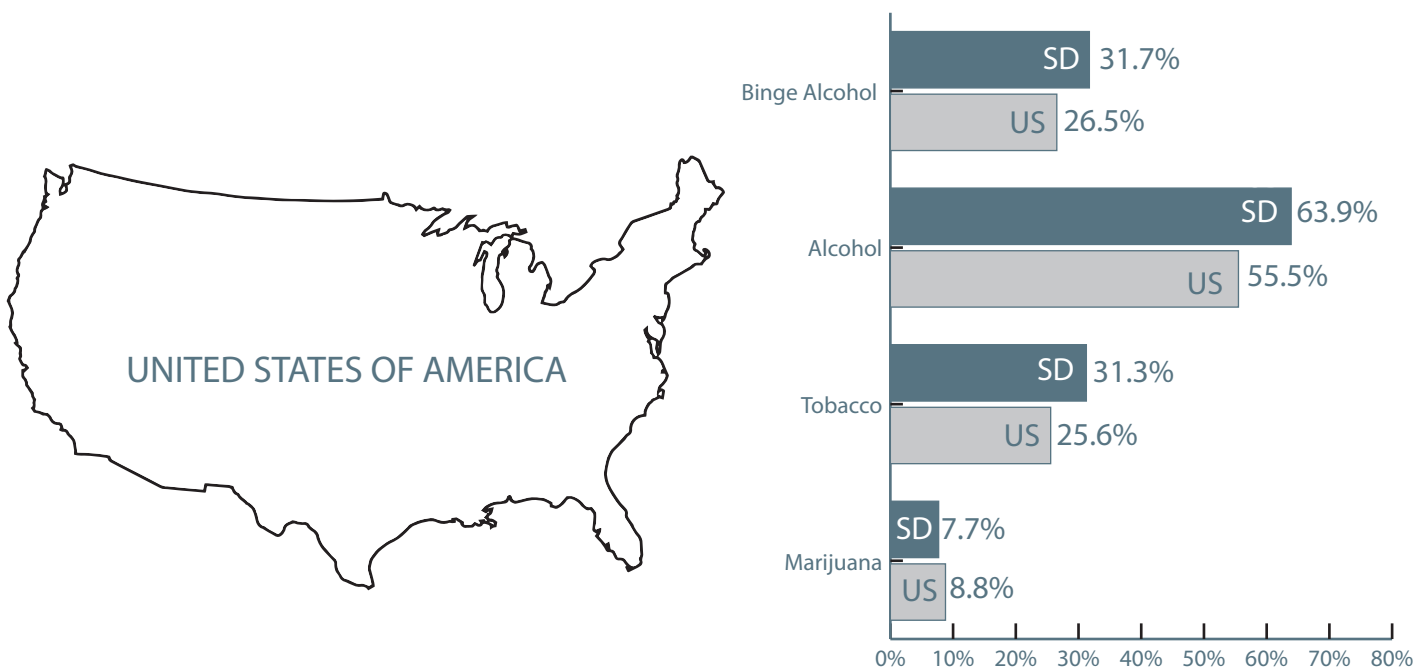 UNITED STATES OF AMERICA
Binge Alcohol
SD 31.7%
US 26.5%
Alcohol
SD 63.9%
US 55.5%
Tobacco
SD 31.3%
US 25.6%
Marijuana
SD 7.7%
US 8.8%
0% 10% 20% 30% 40% 50% 60% 70% 80%